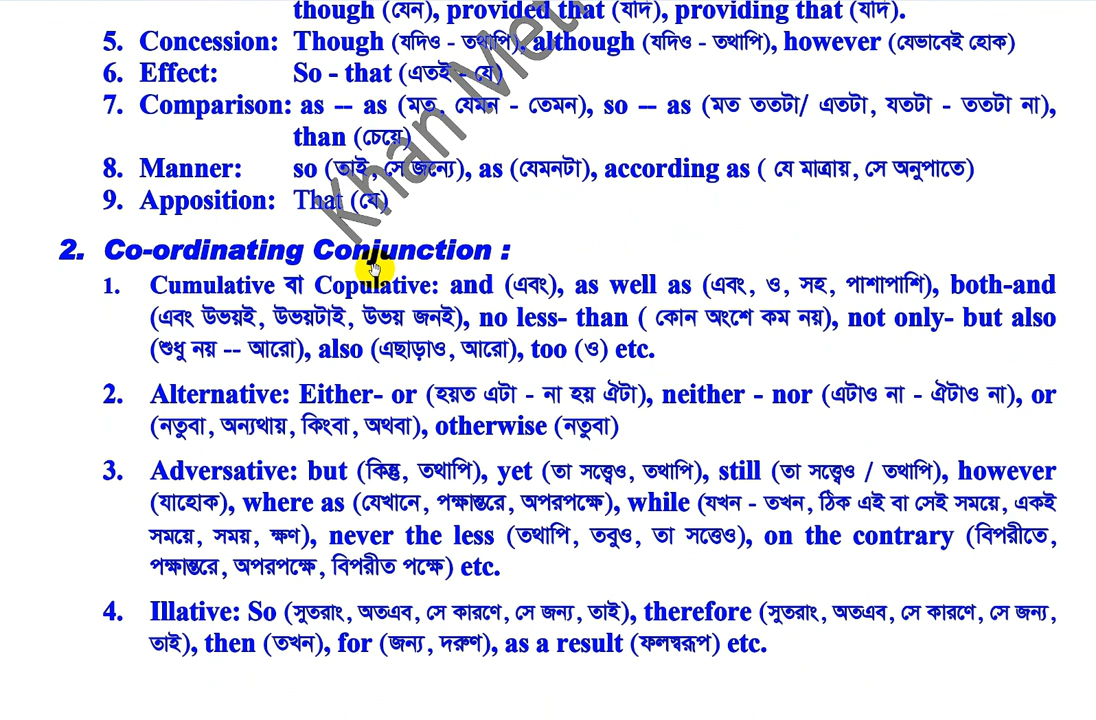 though (যেন), provided that (যদি), providing that (যদি).
5. Concession: Though (যদিও - তথাপি), although (যদিও - তথাপি), however (যেভাবেই হোক)
6. Effect: So - that (এতই - যে)
7. Comparison: as -- as (মত, যেমন - তেমন), so -- as (মত ততটা/ এতটা, যতটা - ততটা না),
than (চেয়ে)
8. Manner: so (তাই, সে জন্যে), as (যেমনটা), according as ( যে মাত্রায়, সে অনুপাতে)
9. Apposition: That (যে)
Khan
2. Co-ordinating Conjunction :
1. Cumulative বা Copulative: and (এবং), as well as (এবং, ও, সহ, পাশাপাশি), both-and
(এবং উভয়ই, উভয়টাই, উভয় জনই), no less- than ( কোন অংশে কম নয়), not only- but also
(শুধু নয় -- আরো), also (এছাড়াও, আরো), too (ও) etc.
2. Alternative: Either- or (হয়ত এটা - না হয় ঐটা), neither - nor (এটাও না - ঐটাও না), or
(নতুবা, অন্যথায়, কিংবা, অথবা), otherwise (নতুবা)
3. Adversative: but (কিন্তু, তথাপি), yet (তা সত্ত্বেও, তথাপি), still (তা সত্ত্বেও / তথাপি), however
(যাহোক), where as (যেখানে, পক্ষান্তরে, অপরপক্ষে), while (যখন - তখন, ঠিক এই বা সেই সময়ে, একই
সময়ে, সময়, ক্ষণ), never the less (তথাপি, তবুও, তা সত্তেও), on the contrary (বিপরীতে,
পক্ষান্তরে, অপরপক্ষে, বিপরীত পক্ষে) etc.
4. Illative: So (সুতরাং, অতএব, সে কারণে, সে জন্য, তাই), therefore (সুতরাং, অতএব, সে কারণে, সে জন্য,
তাই), then (তখন), for (জন্য, দরুণ), as a result (ফলস্বরূপ) etc.